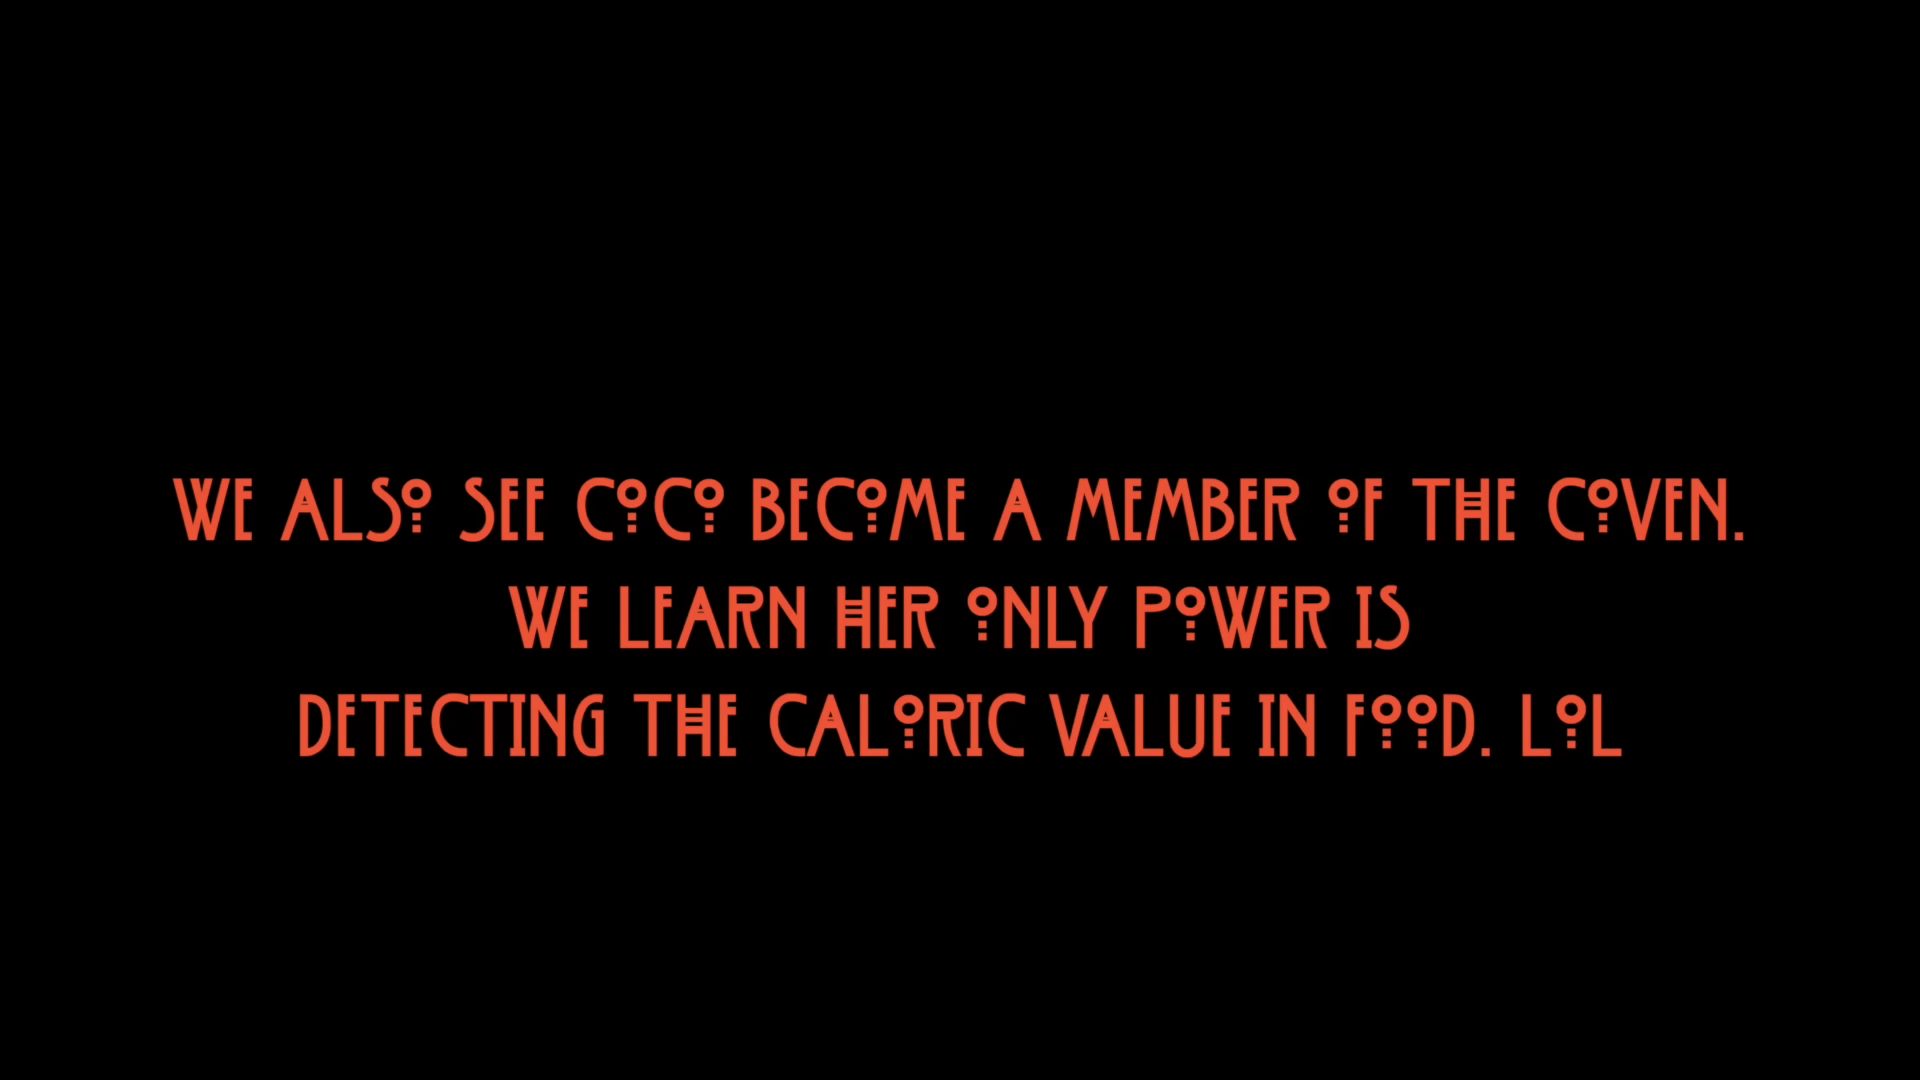 WE ALSO SEE COCO BECOME A MEMBER OF THE COVEN.
WE LEARN HER ONLY POWER IS
DETECTING THE CALORIC VALUE IN FOOD. LOL